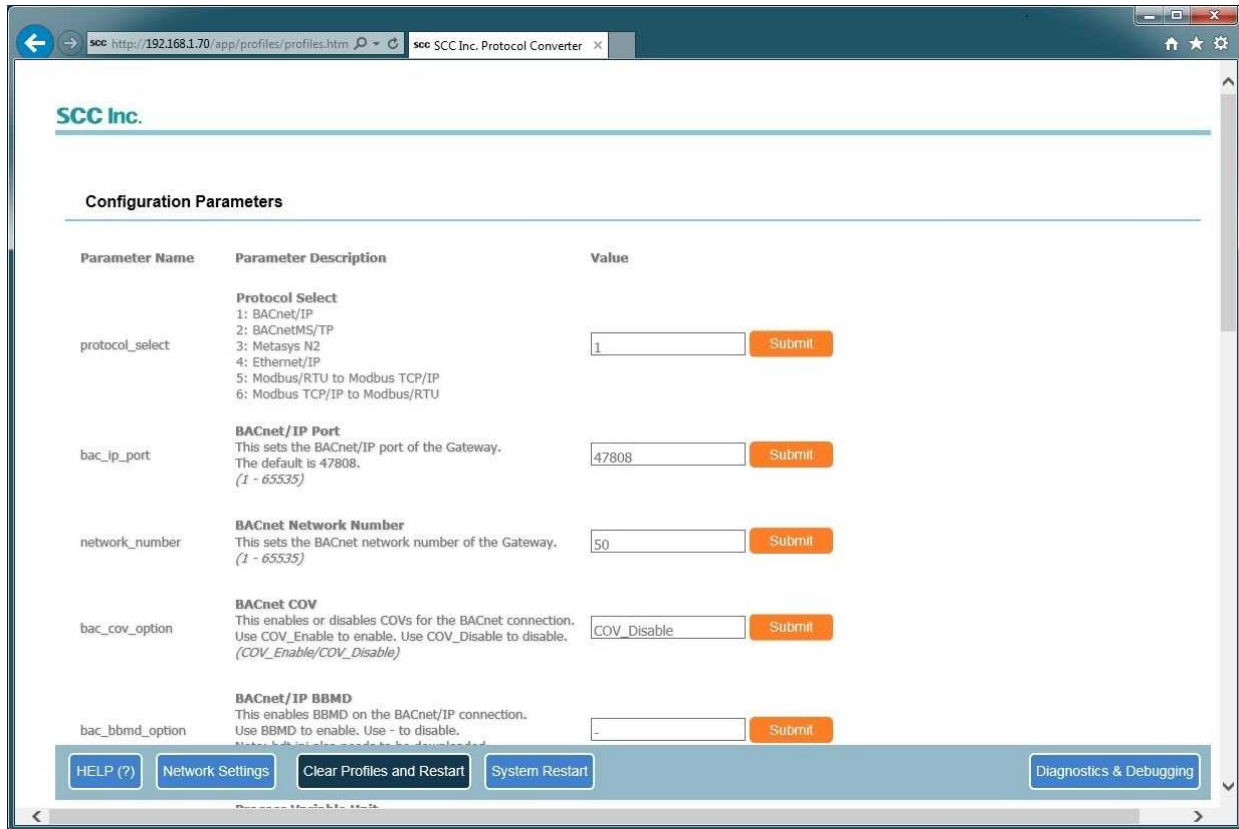 scc http://192.168.1.70/app/profiles/profiles.htm
scc SCC Inc. Protocol Converter
SCC Inc.
Configuration Parameters
Parameter Name Parameter Description Value
Protocol Select
1: BACnet/IP
2: BACnetMS/TP
protocol_select 3: Metasys N2 1 Submit
4: Ethernet/IP
5: Modbus/RTU to Modbus TCP/IP
6: Modbus TCP/IP to Modbus/RTU
BACnet/IP Port
This sets the BACnet/IP port of the Gateway.
bac_ip_port The default is 47808. 47808 Submit
(1 - 65535)
BACnet Network Number
network_number This sets the BACnet network number of the Gateway. 50 Submit
(1 - 65535)
BACnet COV
This enables or disables COVs for the BACnet connection.
bac_cov_option Use COV_Enable to enable. Use COV_Disable to disable. COV_Disable Submit
(COV_Enable/COV_Disable)
BACnet/IP BBMD
This enables BBMD on the BACnet/IP connection.
bac_bbmd_option Use BBMD to enable. Use - to disable. - Submit
HELP (?) Network Settings Clear Profiles and Restart System Restart Diagnostics & Debugging